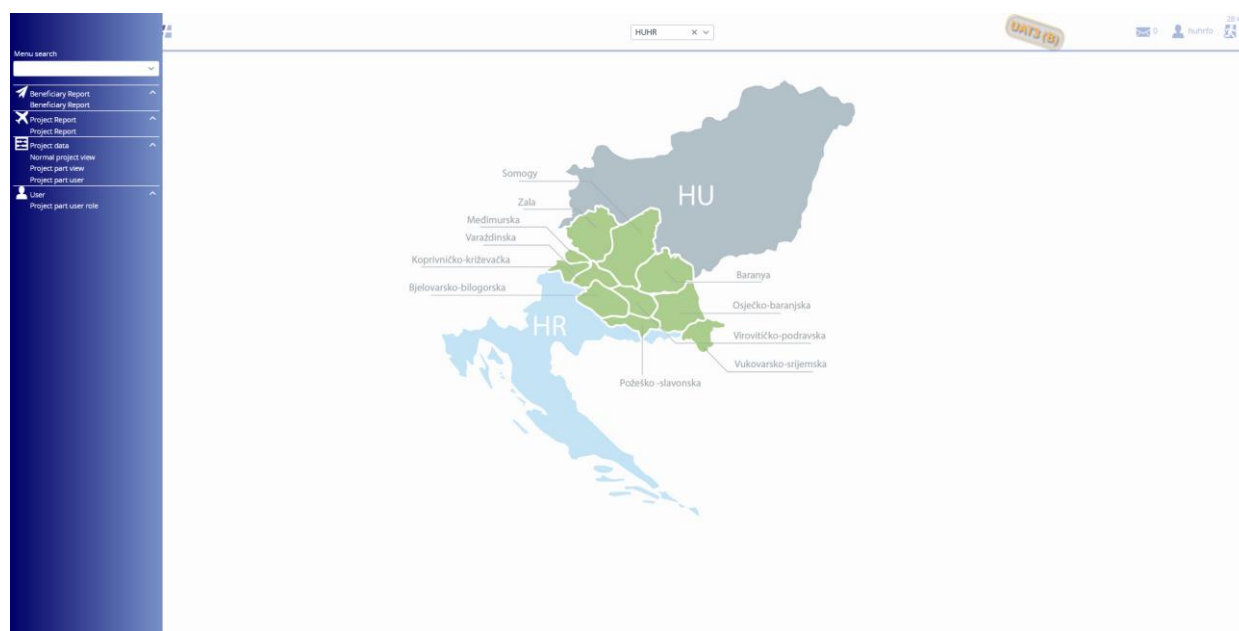 HUHR
UAT3 (B)
0
huhrfo
Menu search
Beneficiary Report
Beneficiary Report
Project Report
Project Report
Project data
Normal project view
Project part view
Project part user
User
Project part user role
Somogy
HU
Zala
Međimurska
Varaždinska
Koprivničko-križevačka
Baranya
Bjelovarsko-bilogorska
Osječko-baranjska
HR
Virovitičko-podravska
Vukovarsko-srijemska
Požeško -slavonska